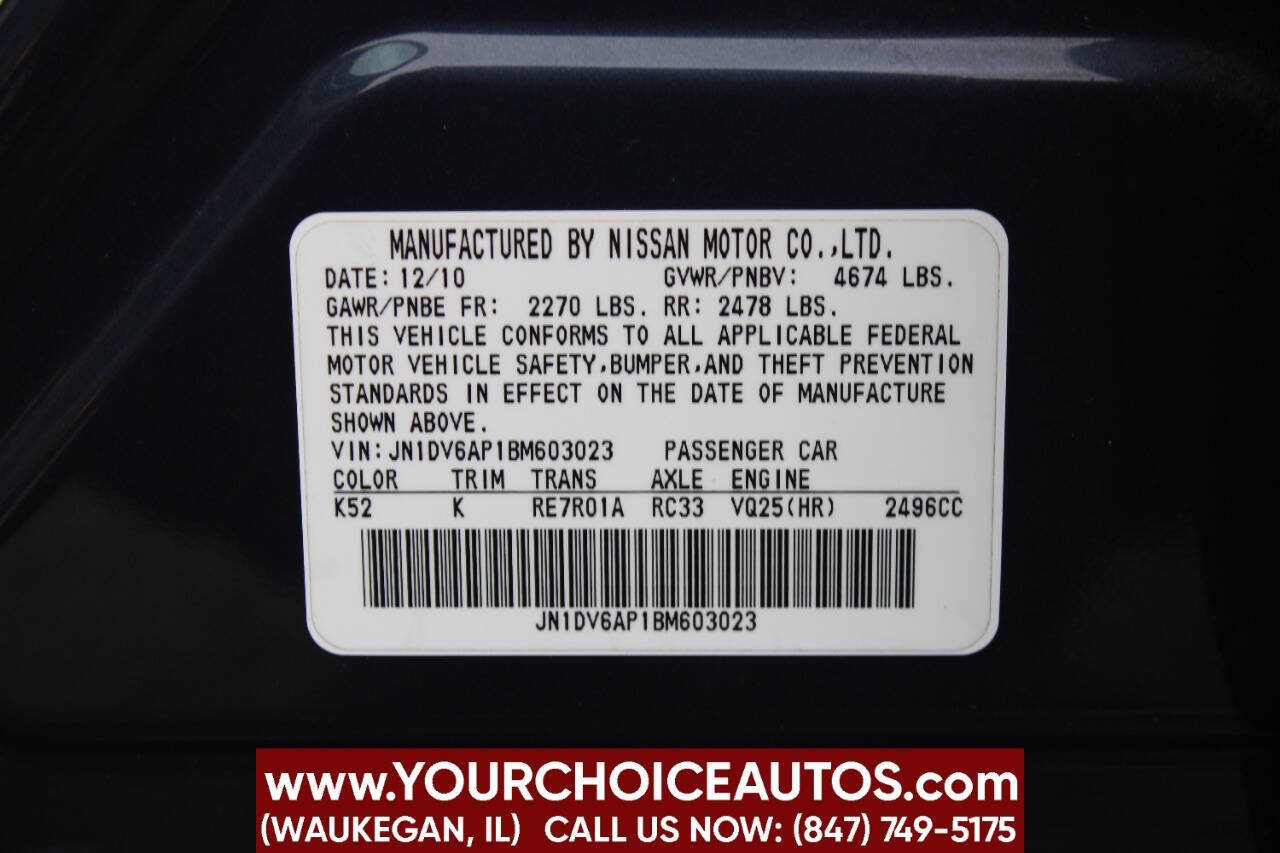 MANUFACTURED BY NISSAN MOTOR CO.,LTD.
DATE: 12/10 GVWR/PNBV: 4674 LBS.
GAWR/PNBE FR: 2270 LBS. RR: 2478 LBS.
THIS VEHICLE CONFORMS TO ALL APPLICABLE FEDERAL
MOTOR VEHICLE SAFETY,BUMPER,AND THEFT PREVENTION
STANDARDS IN EFFECT ON THE DATE OF MANUFACTURE
SHOWN ABOVE.
VIN: JN1DV6AP1BM603023 PASSENGER CAR
COLOR TRIM TRANS AXLE ENGINE
K52 K RE7R01A RC33 VQ25(HR) 2496CC
JN1DV6AP1BM603023
www.YOURCHOICEAUTOS.com
(WAUKEGAN, IL) CALL US NOW: (847) 749-5175